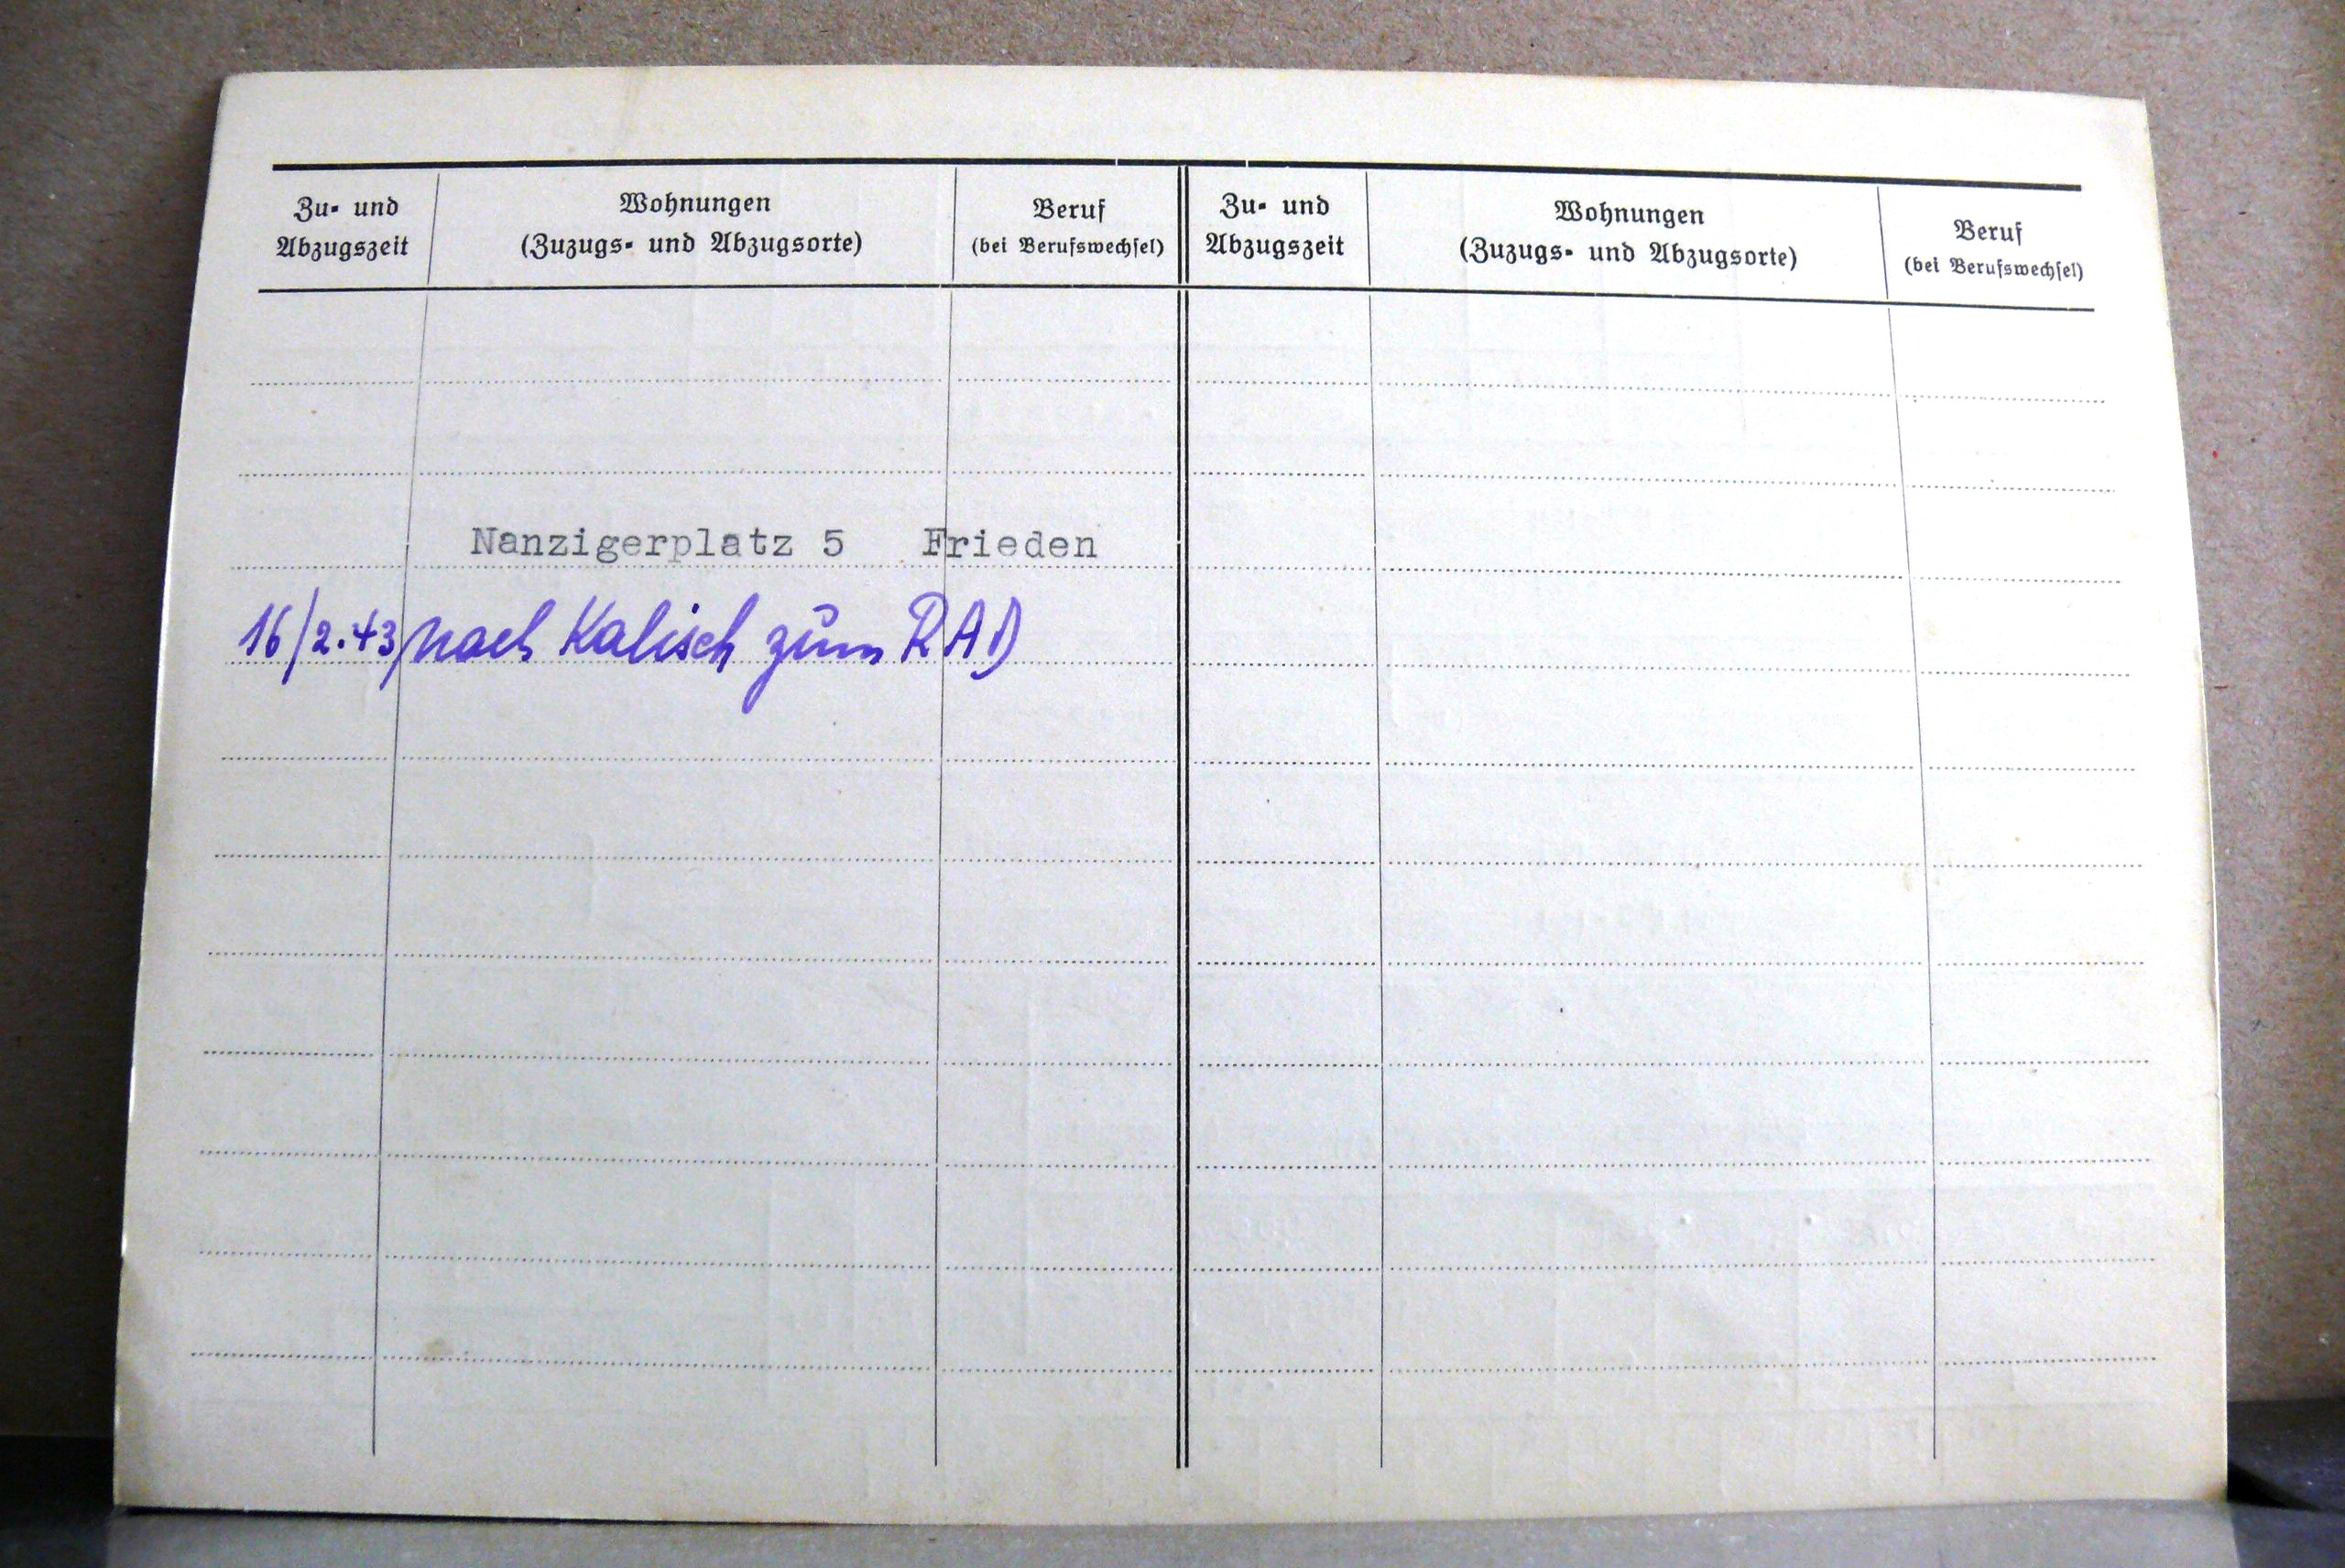 Zu- und Abzugszeit
Wohnungen
(Zuzugs- und Abzugsorte)
Beruf
(bei Berufswechsel)
Zu- und Abzugszeit
Wohnungen
(Zuzugs- und Abzugsorte)
Beruf
(bei Berufswechsel)
Nanzigerplatz 5 Frieden
16/2.43 nach Kalisch zum RAD